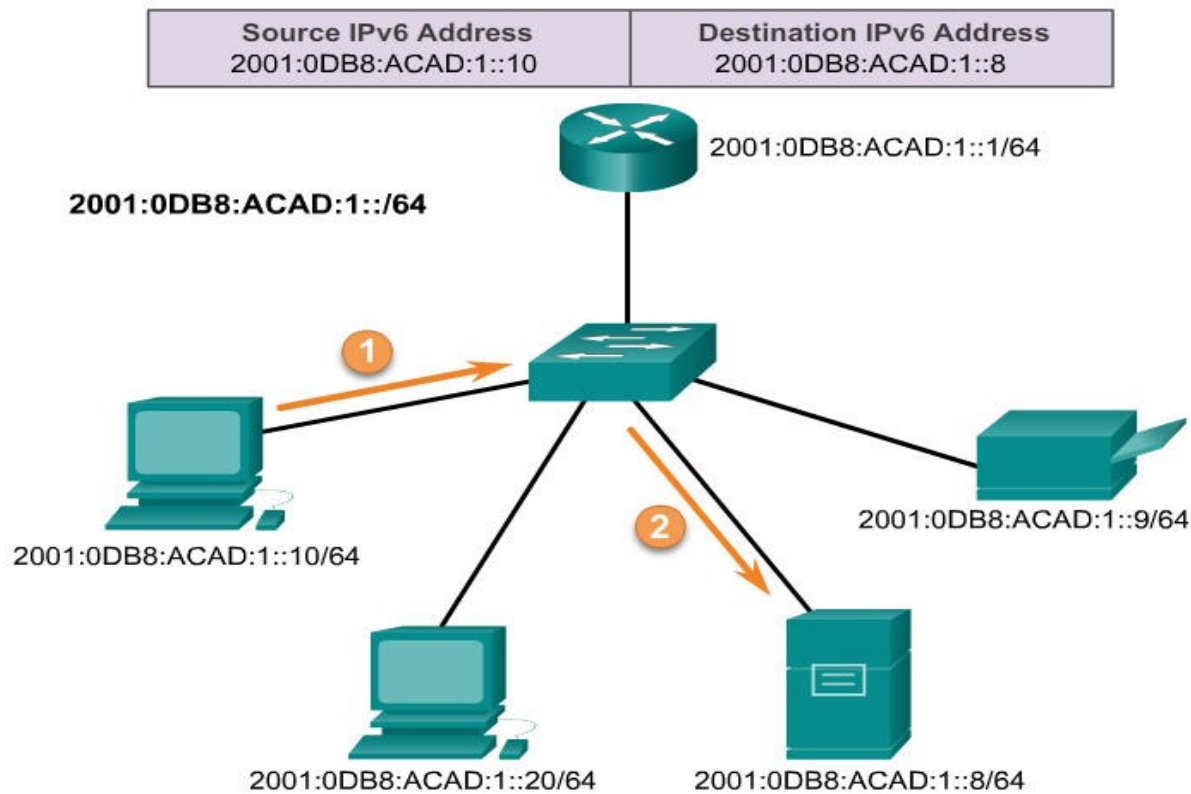 Source IPv6 Address
2001:0DB8:ACAD:1::10
Destination IPv6 Address
2001:0DB8:ACAD:1::8
2001:0DB8:ACAD:1::1/64
2001:0DB8:ACAD:1::/64
1
2
2001:0DB8:ACAD:1::9/64
2001:0DB8:ACAD:1::10/64
2001:0DB8:ACAD:1::20/64
2001:0DB8:ACAD:1::8/64